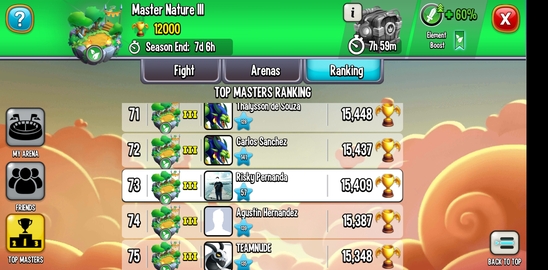 Master Nature III
12000
Season End: 7d 6h
7h 59m
+ 60%
Element
Boost
Fight
Arenas
Ranking
TOP MASTERS RANKING
71 III Thalysson de Souza 15,448
72 III Carlos Sanchez 15,437
73 III Risky Pernanda 57 15,409
74 III Agustin Hernandez 15,387
75 III TEAMNUDE 15,348
MY ARENA
FRIENDS
TOP MASTERS
BACK TO TOP